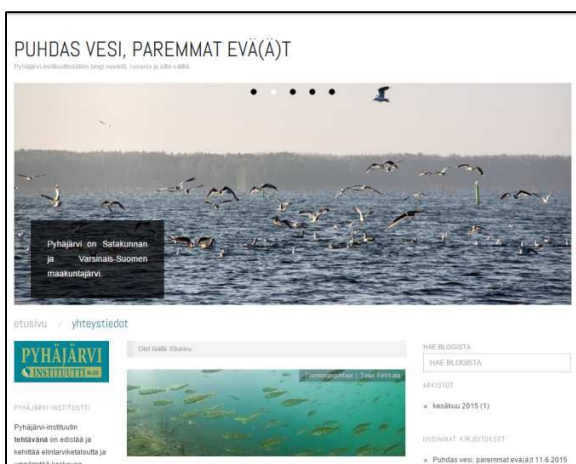 PUHDAS VESI, PAREMMAT EVÄ(Ä)T
Pyhäjärvi on Satakunnan
ja Varsinais-Suomen
maakuntajärvi.
etusivu / yhteystiedot
PYHÄJÄRVI
INSTITUUTTI BLOGI
Olet täällä: Etusivu
HAE BLOGISTA
HAE BLOGISTA
ARKISTOT
kesäkuu 2015 (1)
PYHÄJÄRVI-INSTITUUTTI
Pyhäjärvi-instituutin
tehtävänä on edistää ja
kehittää elintarviketaloutta ja
UUSIMMAT KIRJOITUKSET
Puhdas vesi, paremmat evä(ä)t 11.6.2015